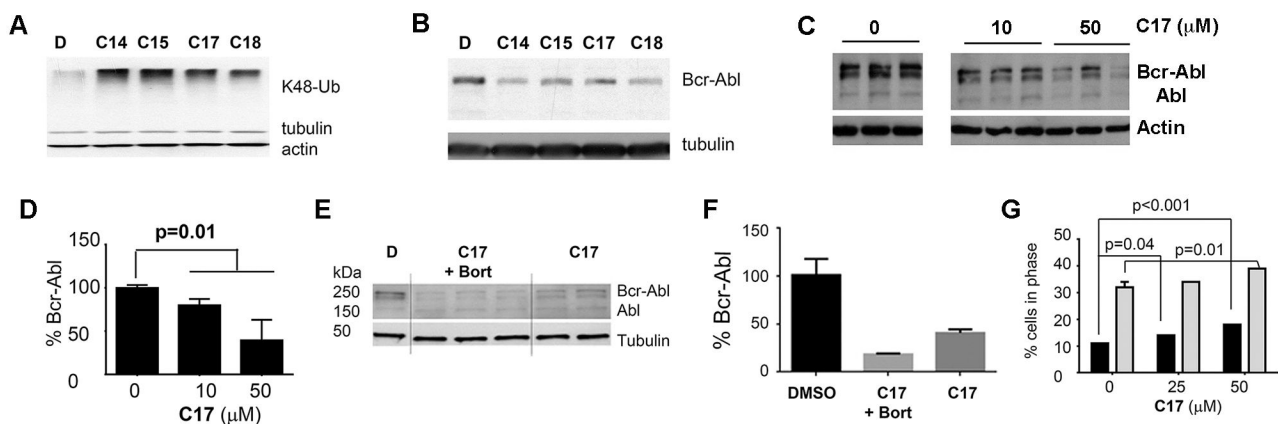 A
D C14 C15 C17 C18
K48-Ub
tubulin
actin
B
D C14 C15 C17 C18
Bcr-Abl
tubulin
C
0 10 50 C17 (μM)
Bcr-Abl
Abl
Actin
D
p=0.01
% Bcr-Abl
150
100
50
0
0 10 50
C17 (μM)
E
D C17 C17
+ Bort
kDa
250
150
50
Bcr-Abl
Abl
Tubulin
F
% Bcr-Abl
150
100
50
0
DMSO C17 C17
+ Bort
G
p<0.001
p=0.04 p=0.01
% cells in phase
50
40
30
20
10
0
0 25 50
C17 (μM)